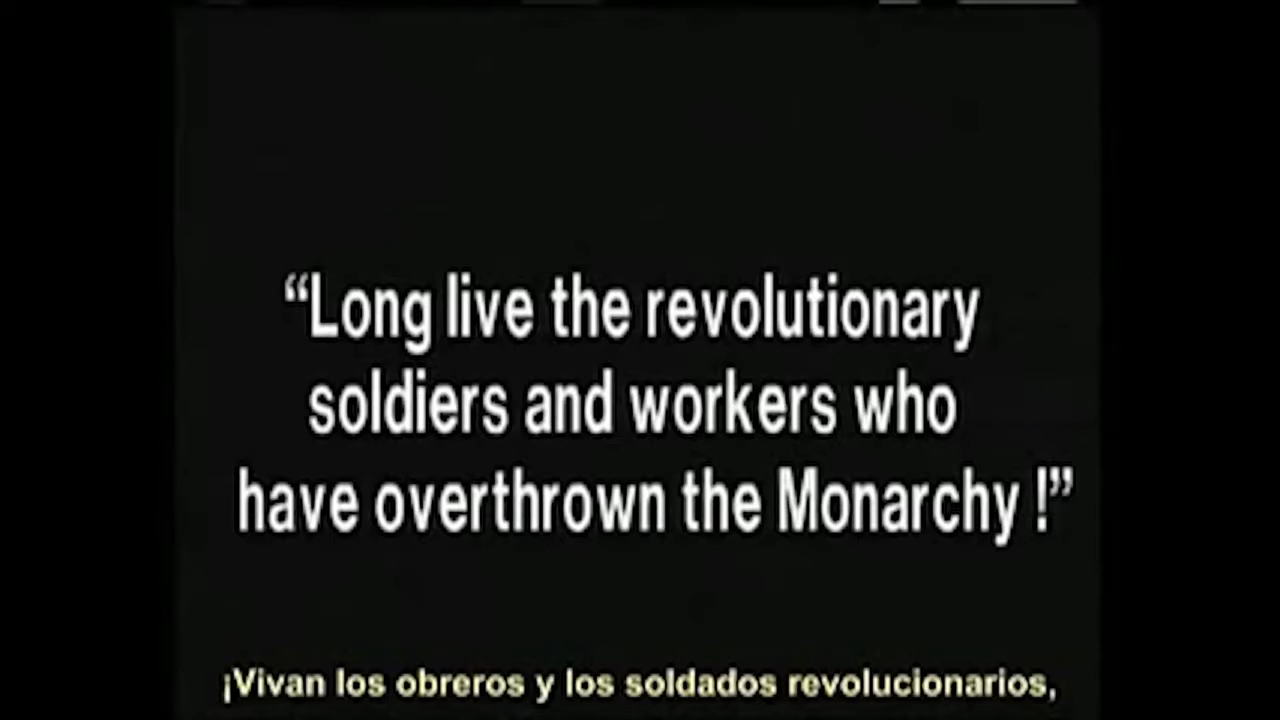 “Long live the revolutionary
soldiers and workers who
have overthrown the Monarchy !”
¡Vivan los obreros y los soldados revolucionarios,